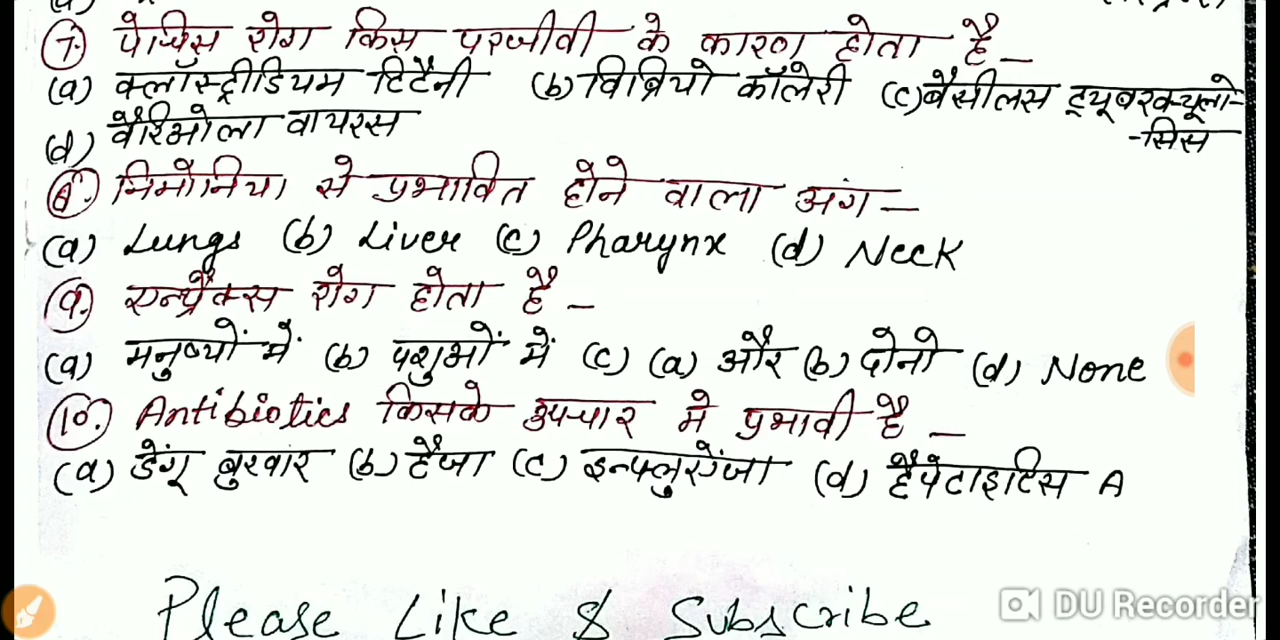 7. पेचिस रोग किस परजीवी के कारण होता है –
(a) क्लॉस्ट्रीडियम टिटैनी (b) विब्रियो कॉलेरी (c) बैसीलस ट्यूबरक्यूलो-
-सिस
(d) वैरिओला वायरस
8. निमोनिया से प्रभावित होने वाला अंग –
(a) Lungs (b) Liver (c) Pharynx (d) Neck
9. एन्थ्रैक्स रोग होता है –
(a) मनुष्यों में (b) पशुओं में (c) (a) और (b) दोनो (d) None
10. Antibiotics किसके उपचार मे प्रभावी है –
(a) डेंगू बुखार (b) हैजा (c) इन्फ्लुएंजा (d) हैपेटाइटिस A
Please Like & Subscribe
DU Recorder